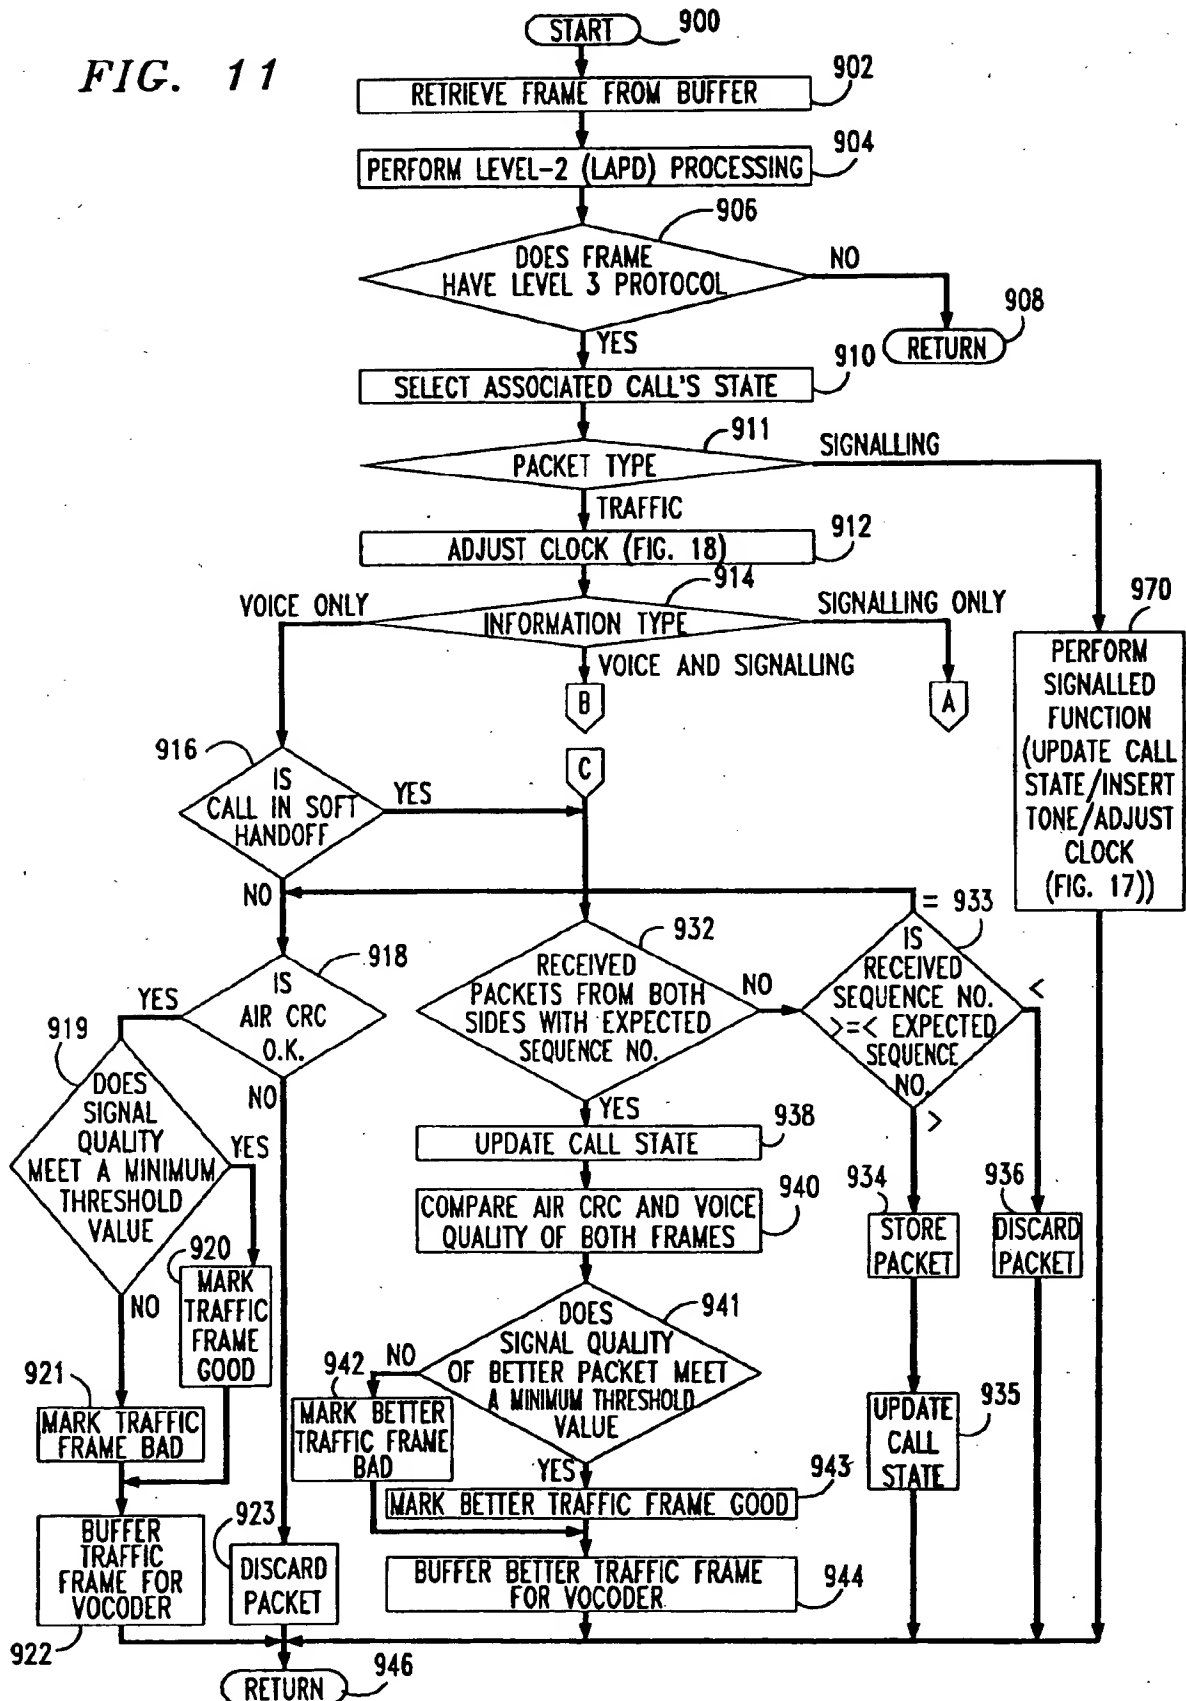 FIG. 11
START
900
RETRIEVE FRAME FROM BUFFER
902
PERFORM LEVEL-2 (LAPD) PROCESSING
904
906
DOES FRAME
HAVE LEVEL 3 PROTOCOL
NO
908
RETURN
YES
910
SELECT ASSOCIATED CALL'S STATE
911
PACKET TYPE
SIGNALLING
TRAFFIC
912
ADJUST CLOCK (FIG. 18)
914
VOICE ONLY
INFORMATION TYPE
SIGNALLING ONLY
VOICE AND SIGNALLING
B
A
970
PERFORM
SIGNALLED
FUNCTION
(UPDATE CALL
STATE/INSERT
TONE/ADJUST
CLOCK
(FIG. 17))
916
IS
CALL IN SOFT
HANDOFF
YES
C
NO
918
IS
AIR CRC
O.K.
YES
NO
932
RECEIVED
PACKETS FROM BOTH
SIDES WITH EXPECTED
SEQUENCE NO.
NO
YES
= 933
IS
RECEIVED
SEQUENCE NO.
>=< EXPECTED
SEQUENCE
NO.
<
>
919
DOES
SIGNAL
QUALITY
MEET A MINIMUM
THRESHOLD
VALUE
YES
NO
920
MARK
TRAFFIC
FRAME
GOOD
921
MARK TRAFFIC
FRAME BAD
BUFFER
TRAFFIC
FRAME FOR
VOCODER
922
923
DISCARD
PACKET
938
UPDATE CALL STATE
940
COMPARE AIR CRC AND VOICE
QUALITY OF BOTH FRAMES
941
DOES
SIGNAL QUALITY
OF BETTER PACKET MEET
A MINIMUM THRESHOLD
VALUE
NO
942
MARK BETTER
TRAFFIC FRAME
BAD
YES
943
MARK BETTER TRAFFIC FRAME GOOD
BUFFER BETTER TRAFFIC FRAME
FOR VOCODER
944
934
STORE
PACKET
936
DISCARD
PACKET
UPDATE
CALL
STATE
935
RETURN
946